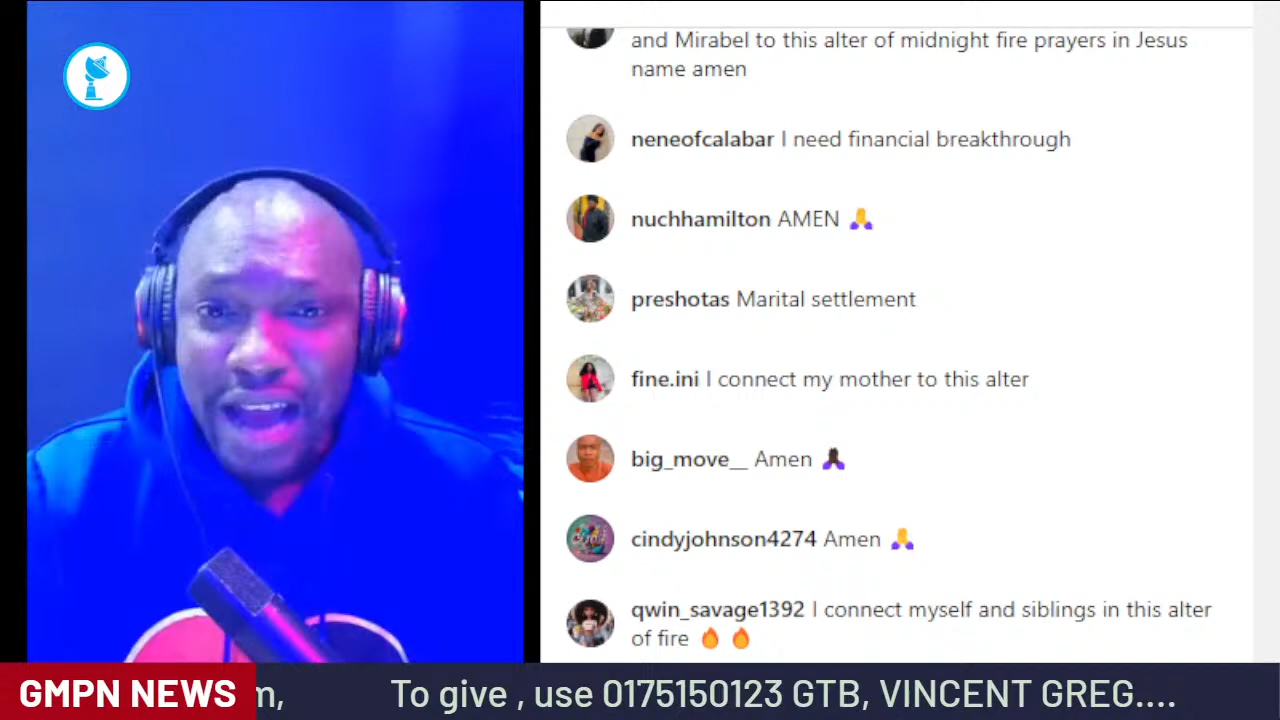 and Mirabel to this alter of midnight fire prayers in Jesus
name amen
neneofcalabar I need financial breakthrough
nuchhamilton AMEN 🙏
preshotas Marital settlement
fine.ini I connect my mother to this alter
big_move__ Amen 🙏🏿
cindyjohnson4274 Amen 🙏
qwin_savage1392 I connect myself and siblings in this alter
of fire 🔥 🔥
GMPN NEWS m, To give , use 0175150123 GTB, VINCENT GREG....